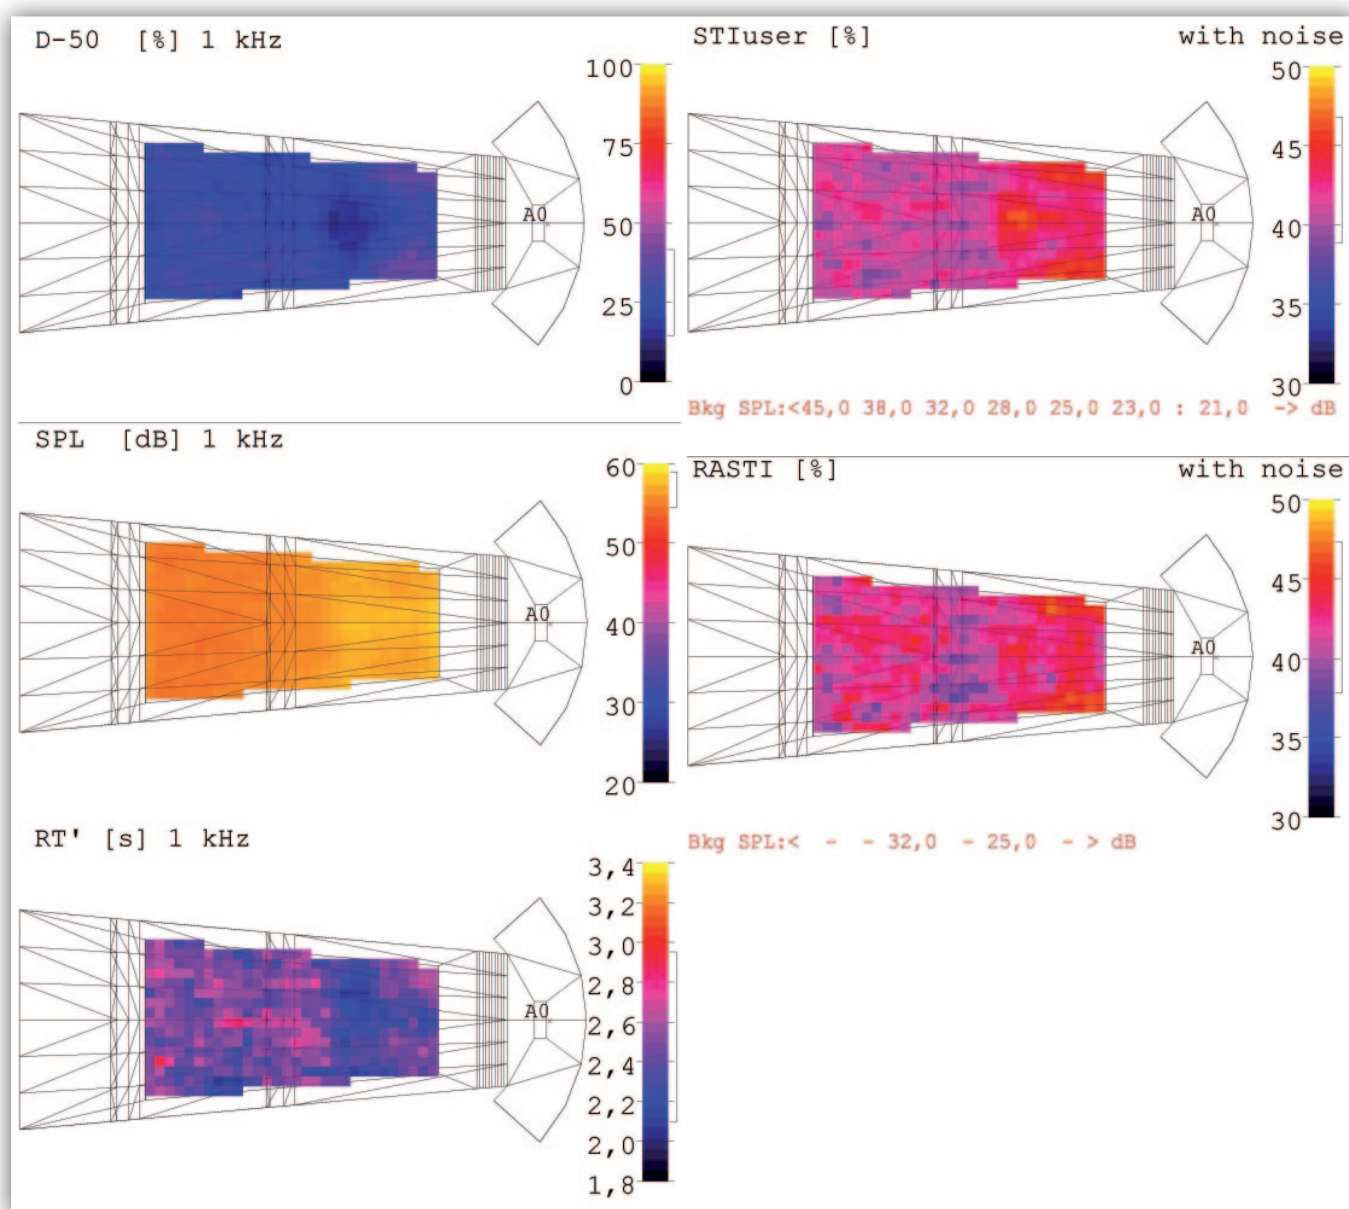 D-50 [%] 1 kHz
100
75
50
25
0
A0
STIuser [%] with noise
50
45
40
35
30
A0
Bkg SPL:<45,0 38,0 32,0 28,0 25,0 23,0 : 21,0 -> dB
SPL [dB] 1 kHz
60
50
40
30
20
A0
RASTI [%] with noise
50
45
40
35
30
A0
Bkg SPL:< - - 32,0 - 25,0 - > dB
RT' [s] 1 kHz
3,4
3,2
3,0
2,8
2,6
2,4
2,2
2,0
1,8
A0